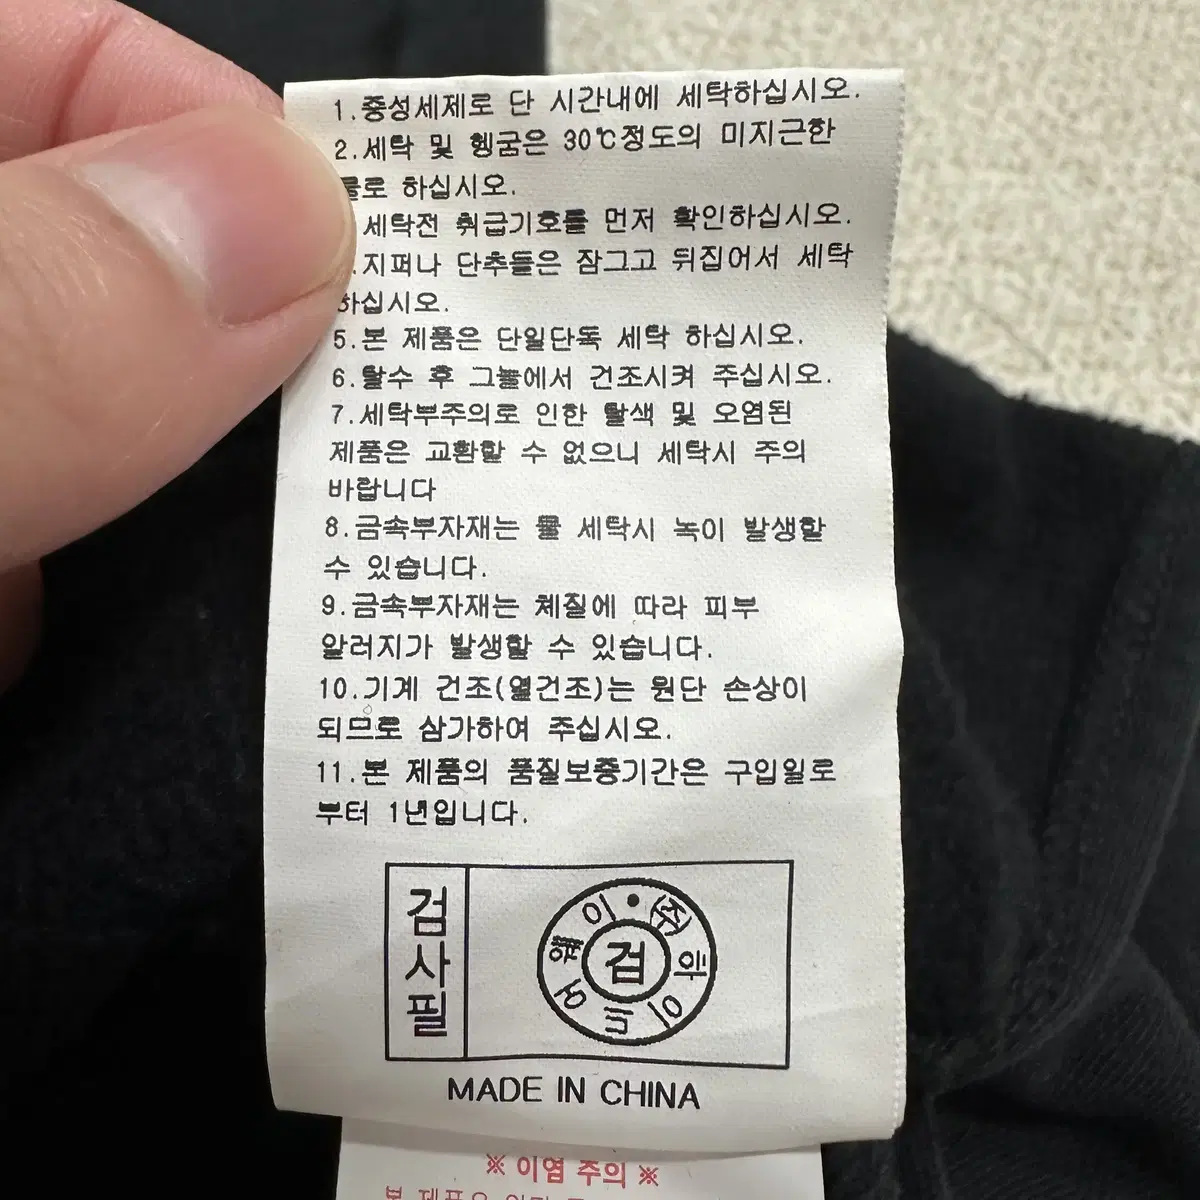 1.중성세제로 단 시간내에 세탁하십시오.
2.세탁 및 헹굼은 30℃정도의 미지근한
물로 하십시오.
세탁전 취급기호를 먼저 확인하십시오.
.지퍼나 단추들은 잠그고 뒤집어서 세탁
하십시오.
5.본 제품은 단일단독 세탁 하십시오.
6.탈수 후 그늘에서 건조시켜 주십시오.
7.세탁부주의로 인한 탈색 및 오염된
제품은 교환할 수 없으니 세탁시 주의
바랍니다
8.금속부자재는 물 세탁시 녹이 발생할
수 있습니다.
9.금속부자재는 체질에 따라 피부
알러지가 발생할 수 있습니다.
10.기계 건조(열건조)는 원단 손상이
되므로 삼가하여 주십시오.
11.본 제품의 품질보증기간은 구입일로
부터 1년입니다.
검사필
검
MADE IN CHINA
※ 이염 주의 ※